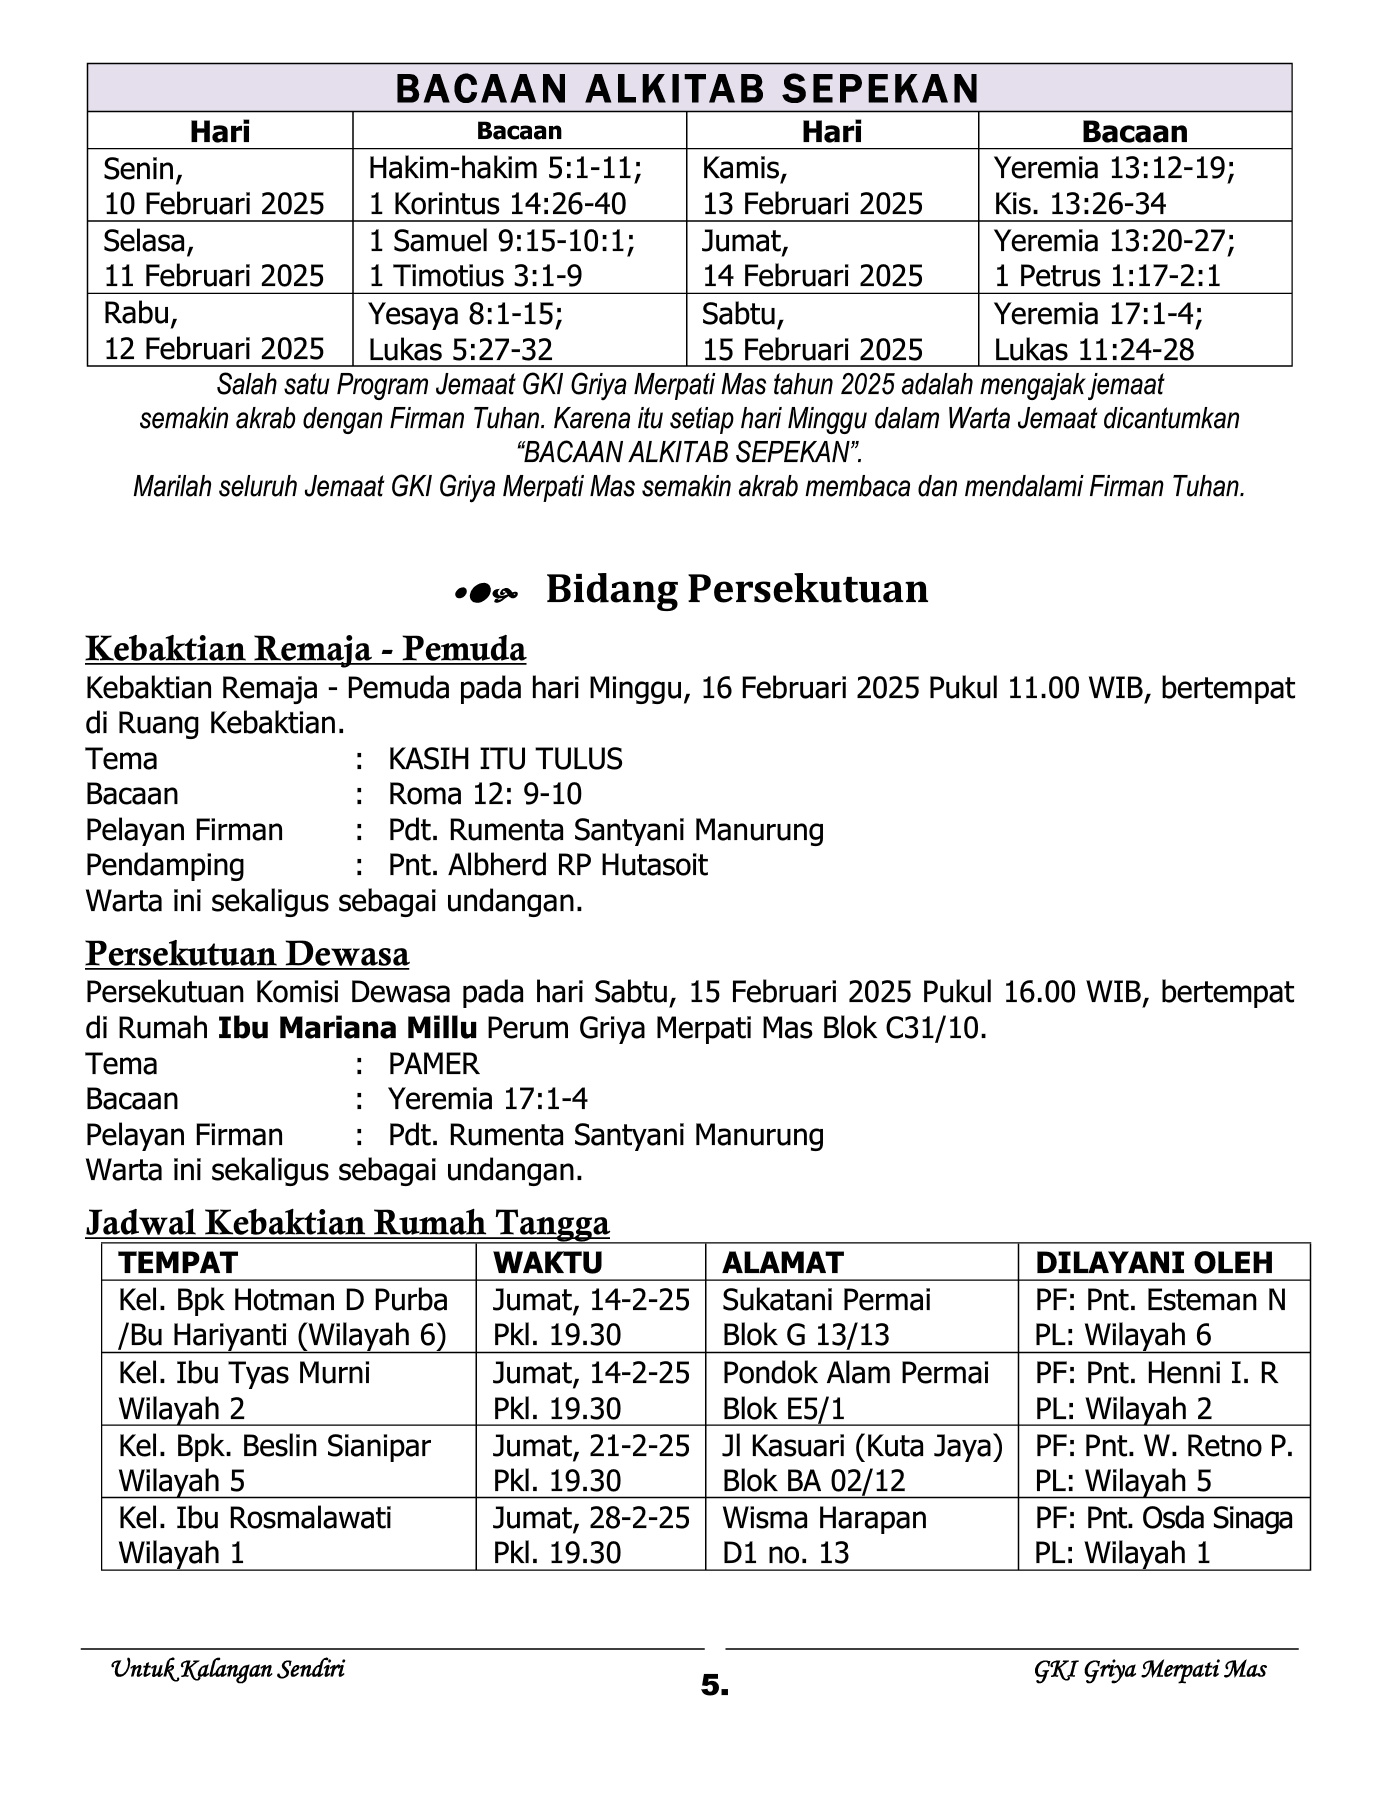 BACAAN ALKITAB SEPEKAN
Hari Bacaan Hari Bacaan
Senin, Hakim-hakim 5:1-11; Kamis, Yeremia 13:12-19;
10 Februari 2025 1 Korintus 14:26-40 13 Februari 2025 Kis. 13:26-34
Selasa, 1 Samuel 9:15-10:1; Jumat, Yeremia 13:20-27;
11 Februari 2025 1 Timotius 3:1-9 14 Februari 2025 1 Petrus 1:17-2:1
Rabu, Yesaya 8:1-15; Sabtu, Yeremia 17:1-4;
12 Februari 2025 Lukas 5:27-32 15 Februari 2025 Lukas 11:24-28
Salah satu Program Jemaat GKI Griya Merpati Mas tahun 2025 adalah mengajak jemaat
semakin akrab dengan Firman Tuhan. Karena itu setiap hari Minggu dalam Warta Jemaat dicantumkan
“BACAAN ALKITAB SEPEKAN”.
Marilah seluruh Jemaat GKI Griya Merpati Mas semakin akrab membaca dan mendalami Firman Tuhan.
Bidang Persekutuan
Kebaktian Remaja - Pemuda
Kebaktian Remaja - Pemuda pada hari Minggu, 16 Februari 2025 Pukul 11.00 WIB, bertempat
di Ruang Kebaktian.
Tema : KASIH ITU TULUS
Bacaan : Roma 12: 9-10
Pelayan Firman : Pdt. Rumenta Santyani Manurung
Pendamping : Pnt. Albherd RP Hutasoit
Warta ini sekaligus sebagai undangan.
Persekutuan Dewasa
Persekutuan Komisi Dewasa pada hari Sabtu, 15 Februari 2025 Pukul 16.00 WIB, bertempat
di Rumah Ibu Mariana Millu Perum Griya Merpati Mas Blok C31/10.
Tema : PAMER
Bacaan : Yeremia 17:1-4
Pelayan Firman : Pdt. Rumenta Santyani Manurung
Warta ini sekaligus sebagai undangan.
Jadwal Kebaktian Rumah Tangga
TEMPAT WAKTU ALAMAT DILAYANI OLEH
Kel. Bpk Hotman D Purba Jumat, 14-2-25 Sukatani Permai PF: Pnt. Esteman N
/Bu Hariyanti (Wilayah 6) Pkl. 19.30 Blok G 13/13 PL: Wilayah 6
Kel. Ibu Tyas Murni Jumat, 14-2-25 Pondok Alam Permai PF: Pnt. Henni I. R
Wilayah 2 Pkl. 19.30 Blok E5/1 PL: Wilayah 2
Kel. Bpk. Beslin Sianipar Jumat, 21-2-25 Jl Kasuari (Kuta Jaya) PF: Pnt. W. Retno P.
Wilayah 5 Pkl. 19.30 Blok BA 02/12 PL: Wilayah 5
Kel. Ibu Rosmalawati Jumat, 28-2-25 Wisma Harapan PF: Pnt. Osda Sinaga
Wilayah 1 Pkl. 19.30 D1 no. 13 PL: Wilayah 1
Untuk Kalangan Sendiri 5. GKI Griya Merpati Mas